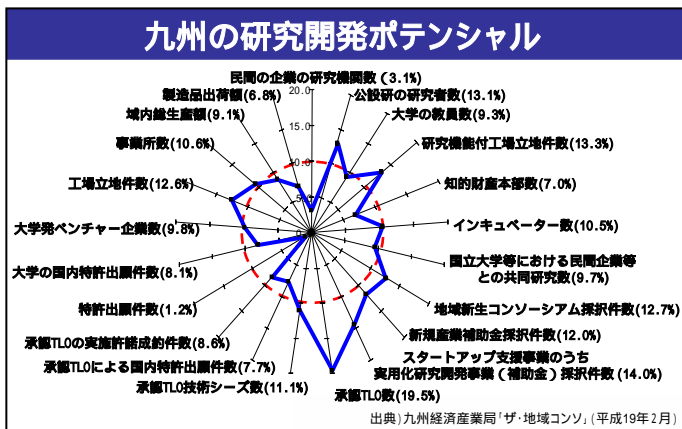 九州の研究開発ポテンシャル
民間の企業の研究機関数（3.1%）
製造品出荷額(6.8%)
公設研の研究者数(13.1%)
域内総生産額(9.1%)
大学の教員数(9.3%)
事業所数(10.6%)
研究機能付工場立地件数(13.3%)
工場立地件数(12.6%)
知的財産本部数(7.0%)
大学発ベンチャー企業数(9.8%)
インキュベーター数(10.5%)
大学の国内特許出願件数(8.1%)
国立大学等における民間企業等
との共同研究数(9.7%)
特許出願件数(1.2%)
地域新生コンソーシアム採択件数(12.7%)
承認TLOの実施許諾成約件数(8.6%)
新規産業補助金採択件数(12.0%)
承認TLOによる国内特許出願件数(7.7%)
スタートアップ支援事業のうち
実用化研究開発事業（補助金）採択件数(14.0%)
承認TLO技術シーズ数(11.1%)
承認TLO数(19.5%)
20.0
15.0
10.0
5.0
0
出典)九州経済産業局｢ザ･地域コンソ｣(平成19年2月)